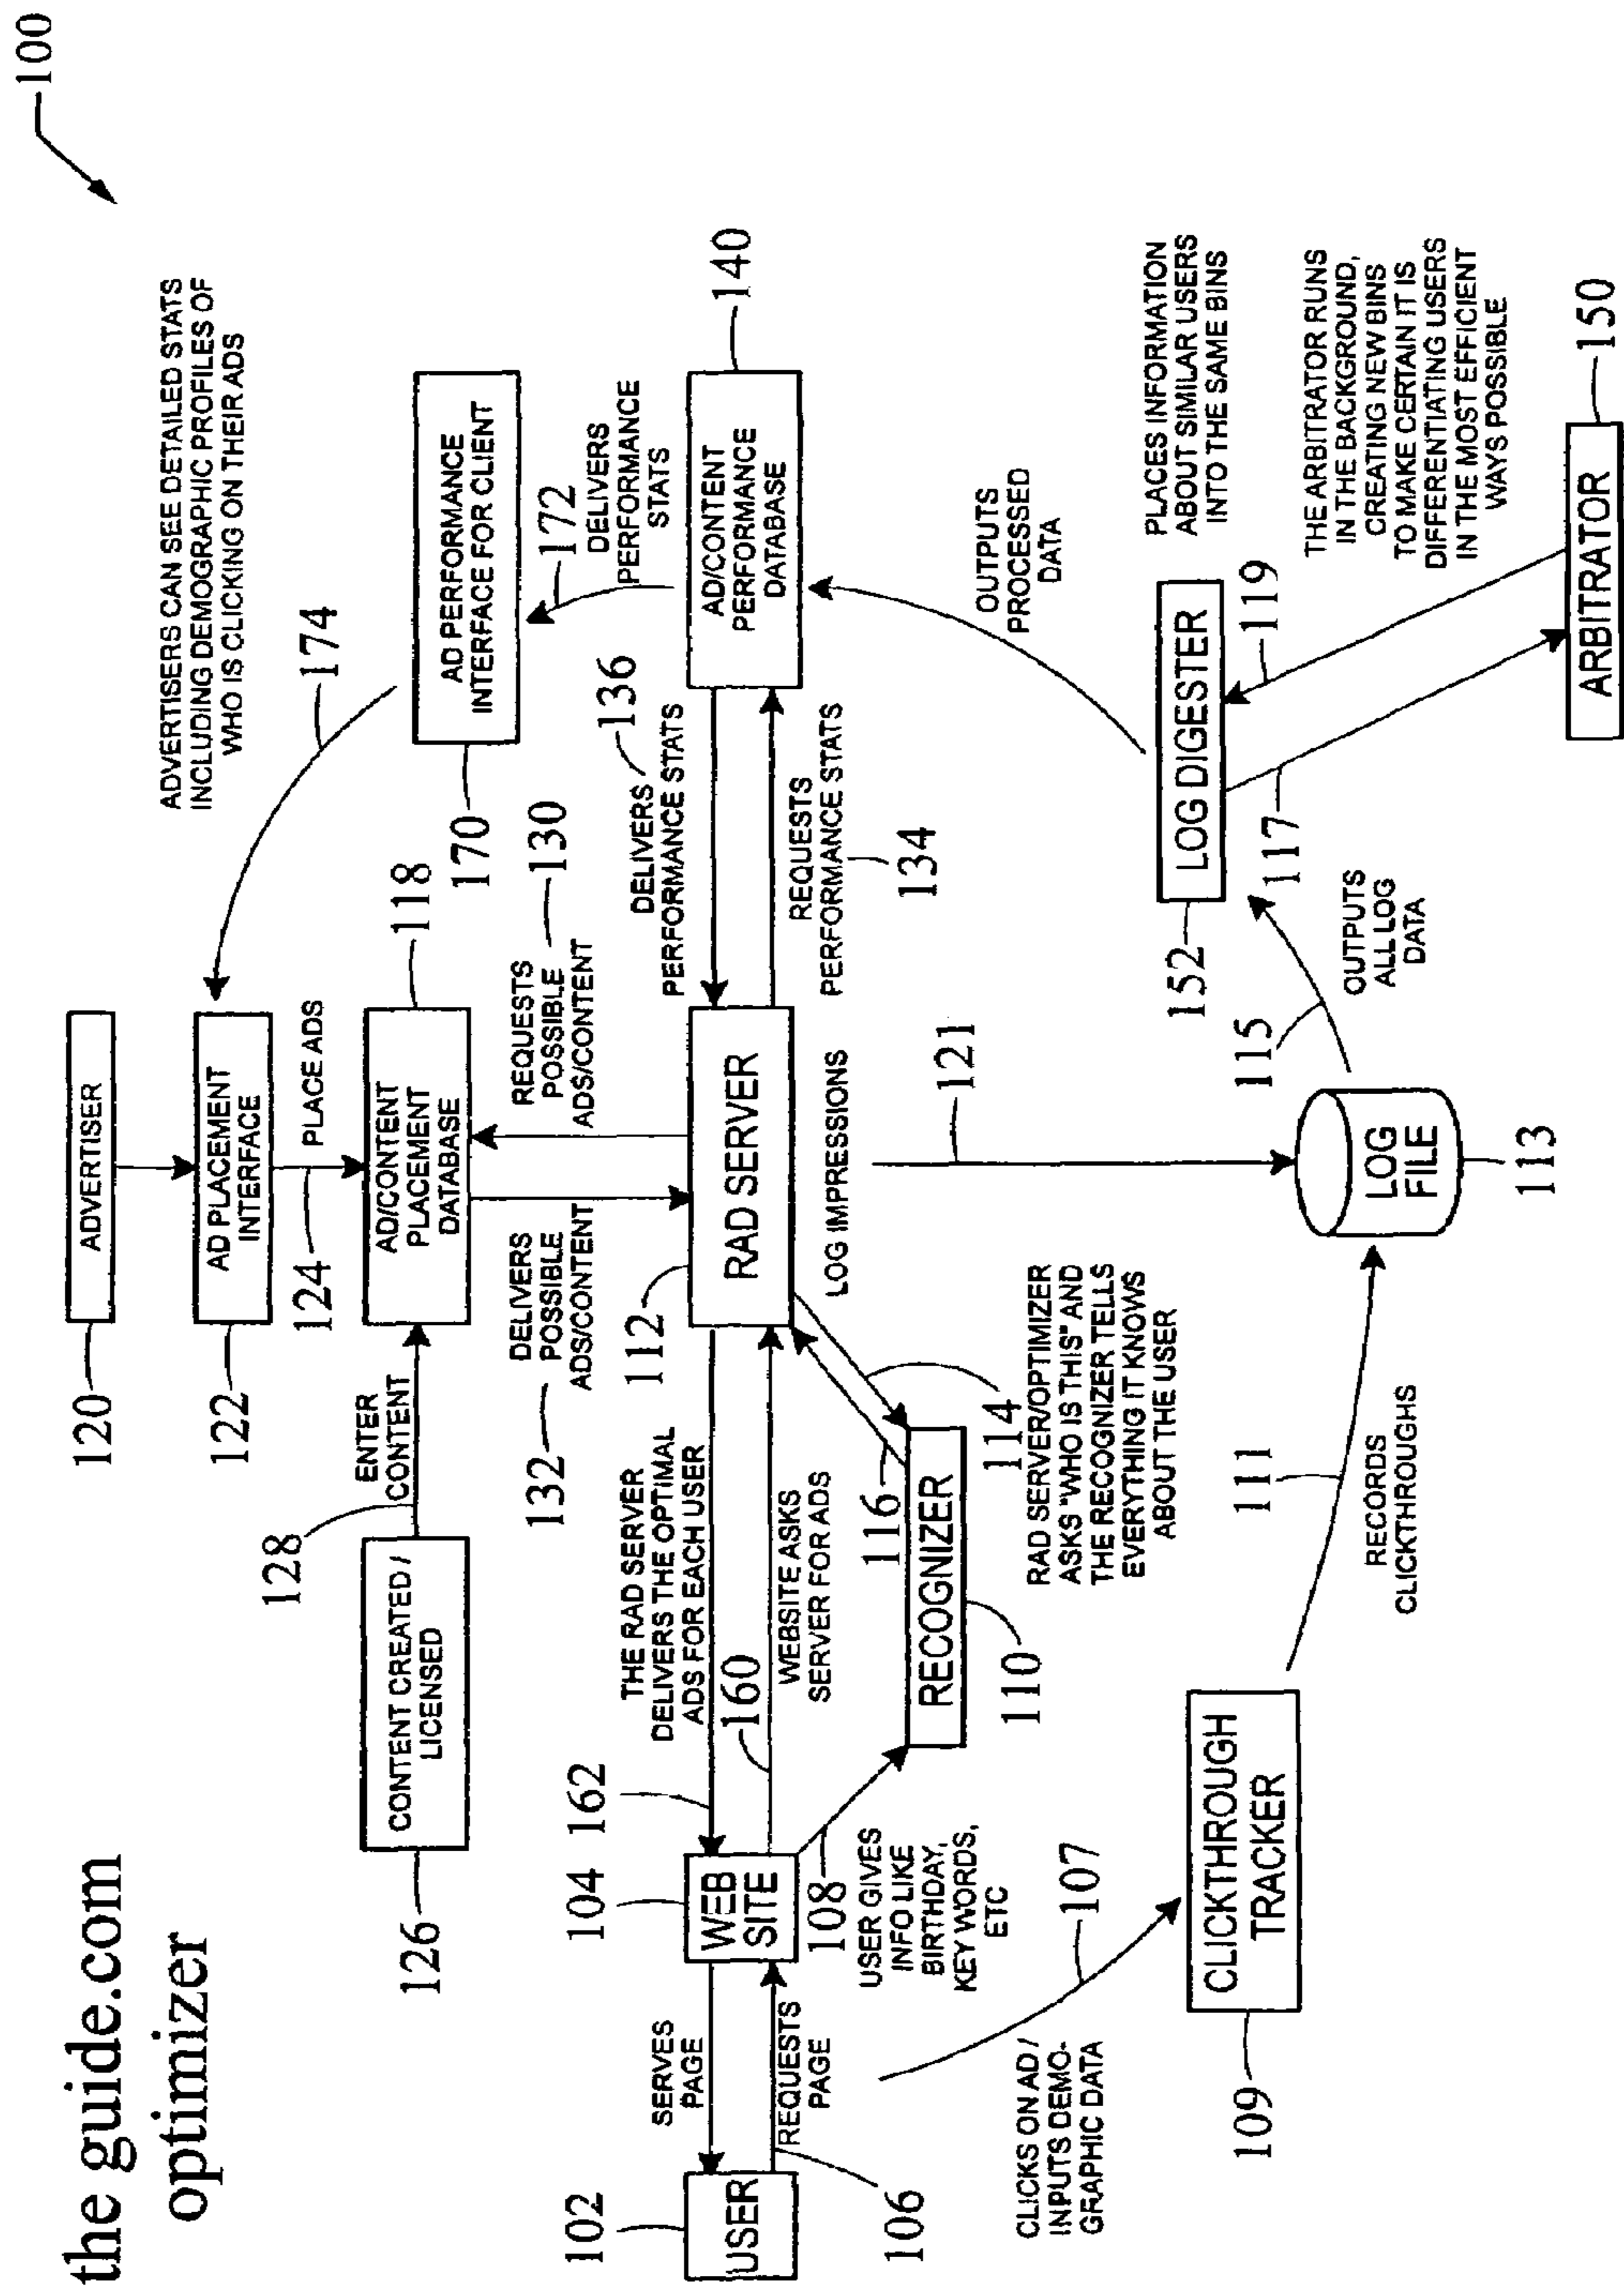 the guide.com
optimizer
100
ADVERTISERS CAN SEE DETAILED STATS
INCLUDING DEMOGRAPHIC PROFILES OF
WHO IS CLICKING ON THEIR ADS
174
120
ADVERTISER
122
AD PLACEMENT
INTERFACE
124
PLACE ADS
126
CONTENT CREATED /
LICENSED
128
ENTER
CONTENT
AD/CONTENT
PLACEMENT
DATABASE
118
170
AD PERFORMANCE
INTERFACE FOR CLIENT
172
DELIVERS
PERFORMANCE
STATS
132
DELIVERS
POSSIBLE
ADS/CONTENT
REQUESTS
POSSIBLE
ADS/CONTENT
130
136
DELIVERS
PERFORMANCE STATS
REQUESTS
PERFORMANCE STATS
134
AD/CONTENT
PERFORMANCE
DATABASE
140
102
USER
SERVES
PAGE
REQUESTS
PAGE
106
104
WEB
SITE
162
THE RAD SERVER
DELIVERS THE OPTIMAL
ADS FOR EACH USER
160
WEBSITE ASKS
SERVER FOR ADS
112
RAD SERVER
108
USER GIVES
INFO LIKE
BIRTHDAY,
KEY WORDS,
ETC
RECOGNIZER
110
116
114
RAD SERVER/OPTIMIZER
ASKS "WHO IS THIS" AND
THE RECOGNIZER TELLS
EVERYTHING IT KNOWS
ABOUT THE USER
LOG IMPRESSIONS
121
OUTPUTS
PROCESSED
DATA
CLICKS ON AD /
INPUTS DEMO-
GRAPHIC DATA
107
109
CLICKTHROUGH
TRACKER
111
RECORDS
CLICKTHROUGHS
LOG
FILE
113
115
OUTPUTS
ALL LOG
DATA
152
LOG DIGESTER
PLACES INFORMATION
ABOUT SIMILAR USERS
INTO THE SAME BINS
117
119
THE ARBITRATOR RUNS
IN THE BACKGROUND,
CREATING NEW BINS
TO MAKE CERTAIN IT IS
DIFFERENTIATING USERS
IN THE MOST EFFICIENT
WAYS POSSIBLE
ARBITRATOR
150